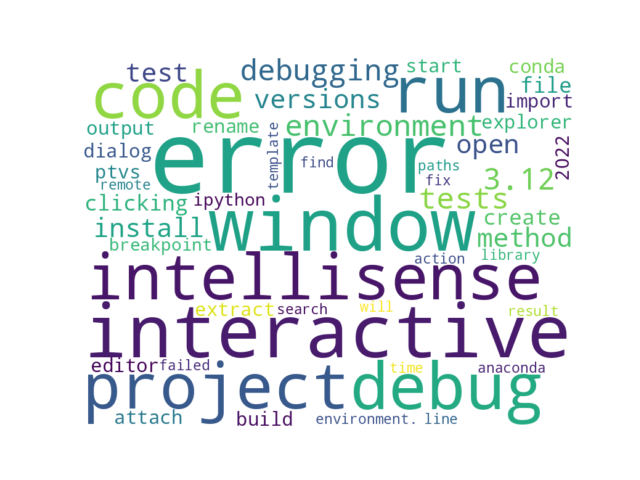 test debugging start conda
code run file
versions import
output rename environment explorer
dialog template error find open 2022
ptvs paths
remote fix 3.12
clicking ipython tests
install window create
breakpoint method
action library
intellisense
extract search will result
interactive
editor failed time anaconda
project debug
attach build environment. line